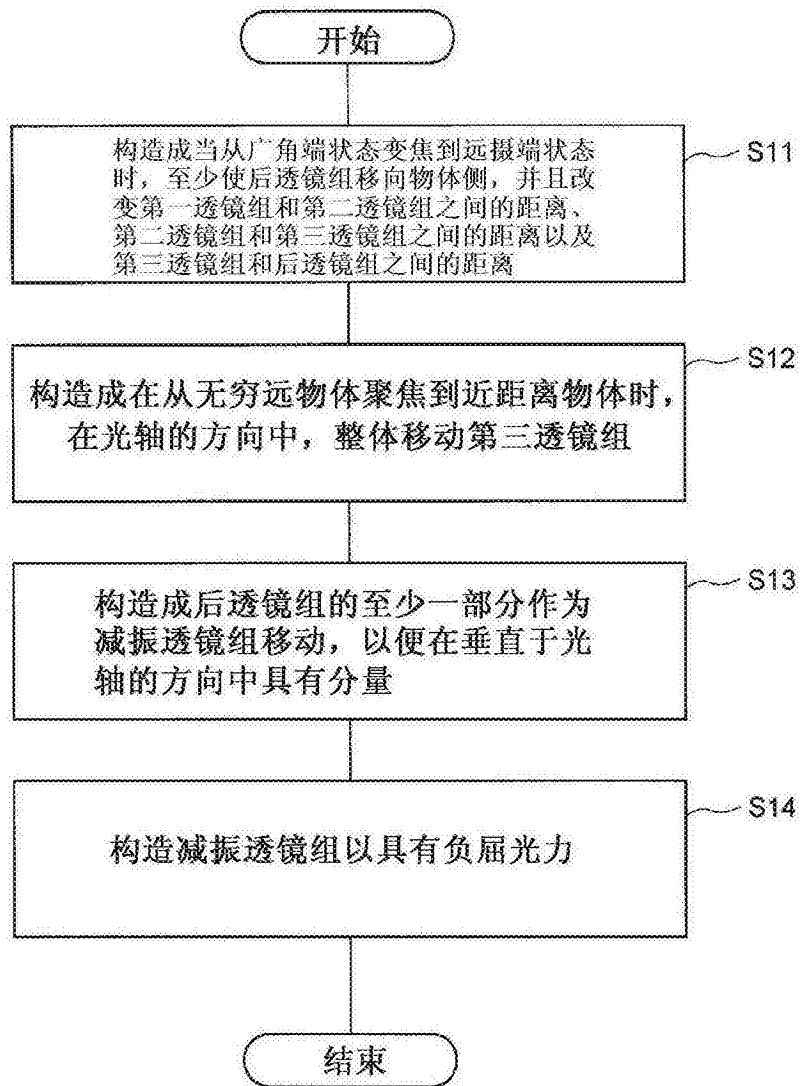 开始
构造成当从广角端状态变焦到远摄端状态
时，至少使后透镜组移向物体侧，并且改
变第一透镜组和第二透镜组之间的距离、
第二透镜组和第三透镜组之间的距离以及
第三透镜组和后透镜组之间的距离
S11
构造成在从无穷远物体聚焦到近距离物体时，
在光轴的方向中，整体移动第三透镜组
S12
构造成后透镜组的至少一部分作为
减振透镜组移动，以便在垂直于光
轴的方向中具有分量
S13
构造减振透镜组以具有负屈光力
S14
结束